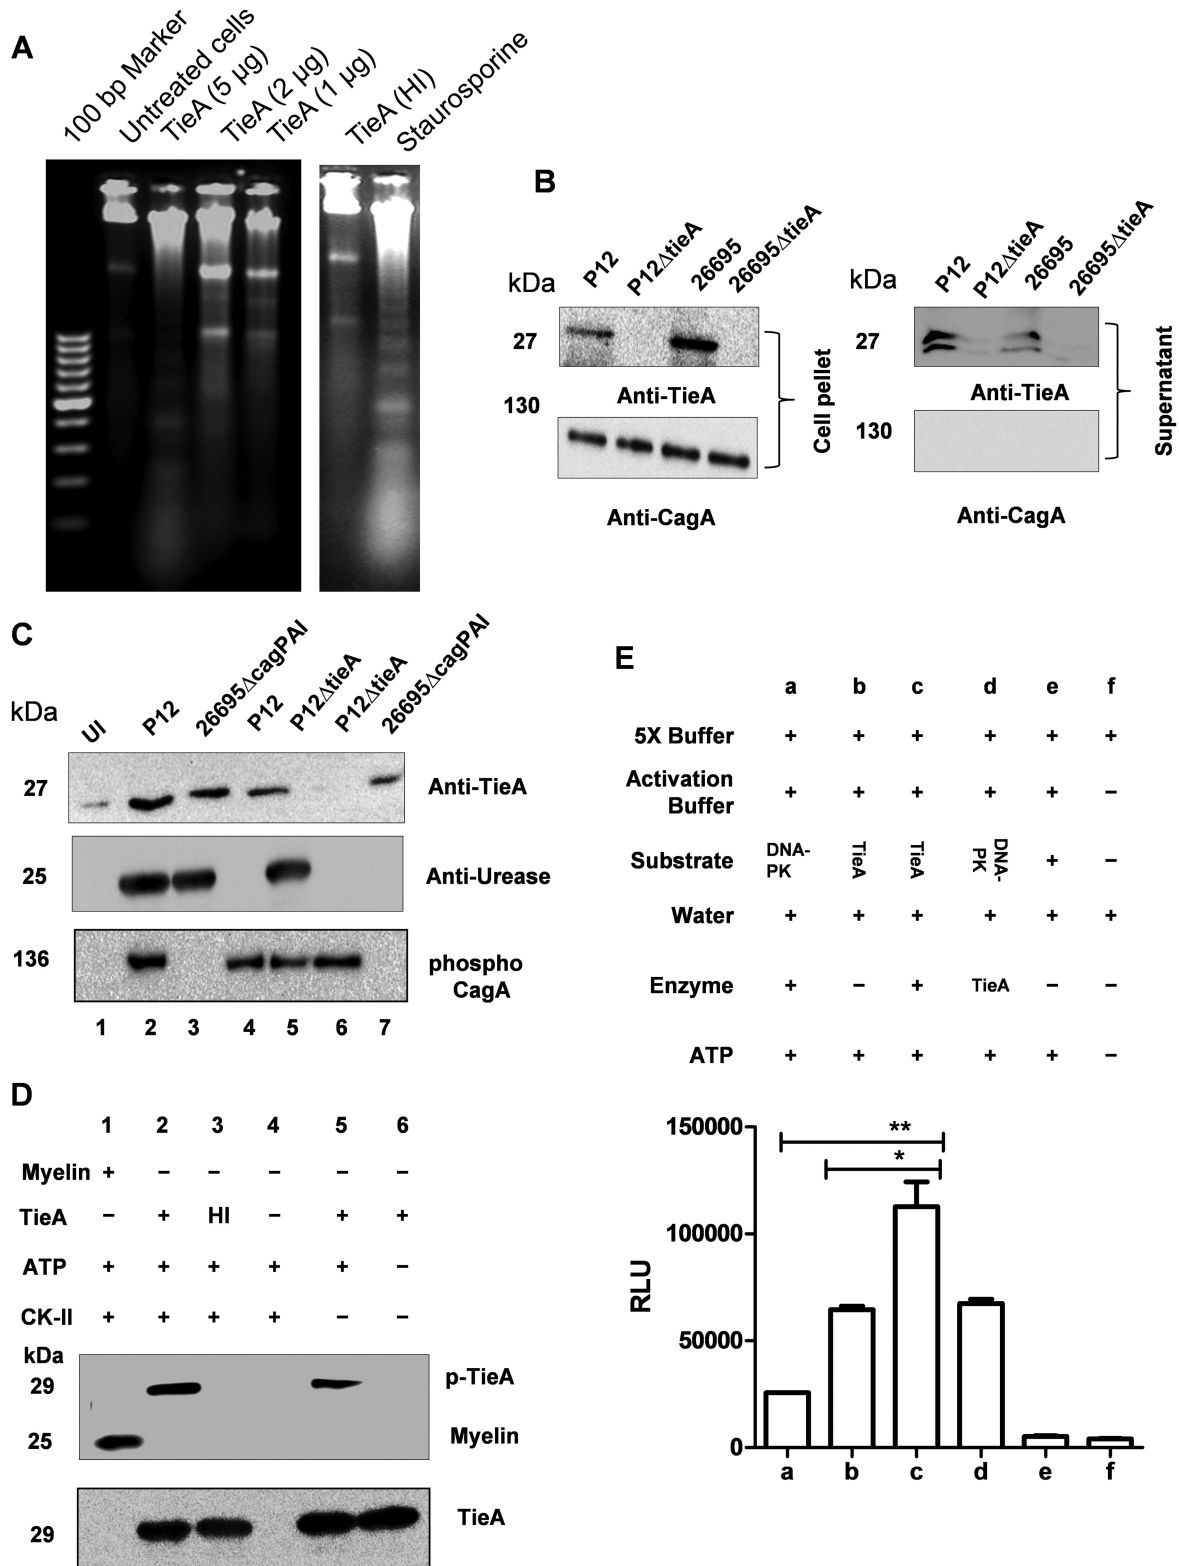 A
100 bp Marker
Untreated cells
TieA (5 µg)
TieA (2 µg)
TieA (1 µg)
TieA (HI)
Staurosporine
B
kDa
P12
P12ΔtieA
26695
26695ΔtieA
27
Anti-TieA
130
Anti-CagA
Cell pellet
kDa
P12
P12ΔtieA
26695
26695ΔtieA
27
Anti-TieA
130
Anti-CagA
Supernatant
C
kDa
UI
P12
26695ΔcagPAI
P12
P12ΔtieA
P12ΔtieA
26695ΔcagPAI
27
Anti-TieA
25
Anti-Urease
136
phospho
CagA
1 2 3 4 5 6 7
D
1 2 3 4 5 6
Myelin + − − − − −
TieA − + HI − + +
ATP + + + + + −
CK-II + + + + − −
kDa
29
p-TieA
25
Myelin
29
TieA
E
a b c d e f
5X Buffer + + + + + +
Activation
Buffer + + + + + −
Substrate DNA-PK TieA TieA DNA-PK + −
Water + + + + + +
Enzyme + − + TieA − −
ATP + + + + + −
150000
**
*
100000
RLU
50000
0
a b c d e f